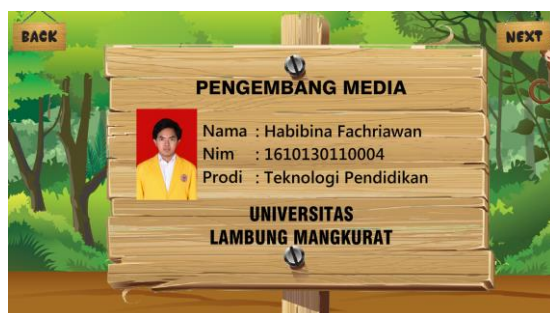 BACK
NEXT
PENGEMBANG MEDIA
Nama : Habibina Fachriawan
Nim : 1610130110004
Prodi : Teknologi Pendidikan
UNIVERSITAS
LAMBUNG MANGKURAT